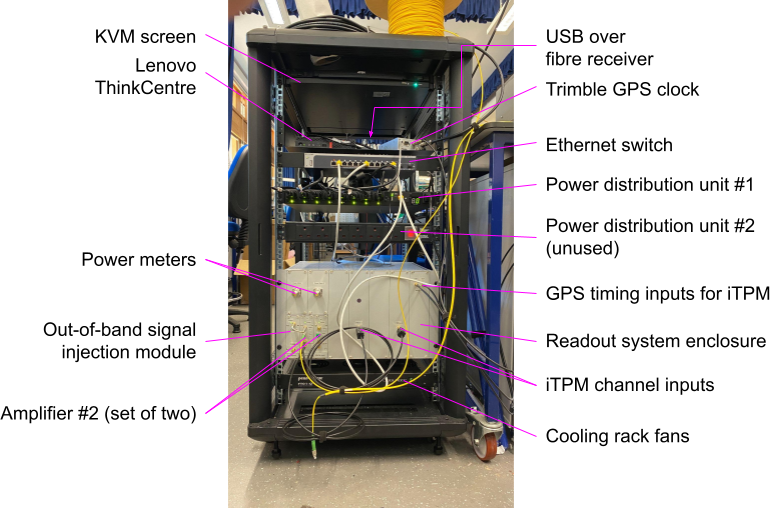 KVM screen
Lenovo
ThinkCentre
Power meters
Out-of-band signal
injection module
Amplifier #2 (set of two)
USB over
fibre receiver
Trimble GPS clock
Ethernet switch
Power distribution unit #1
Power distribution unit #2
(unused)
GPS timing inputs for iTPM
Readout system enclosure
iTPM channel inputs
Cooling rack fans